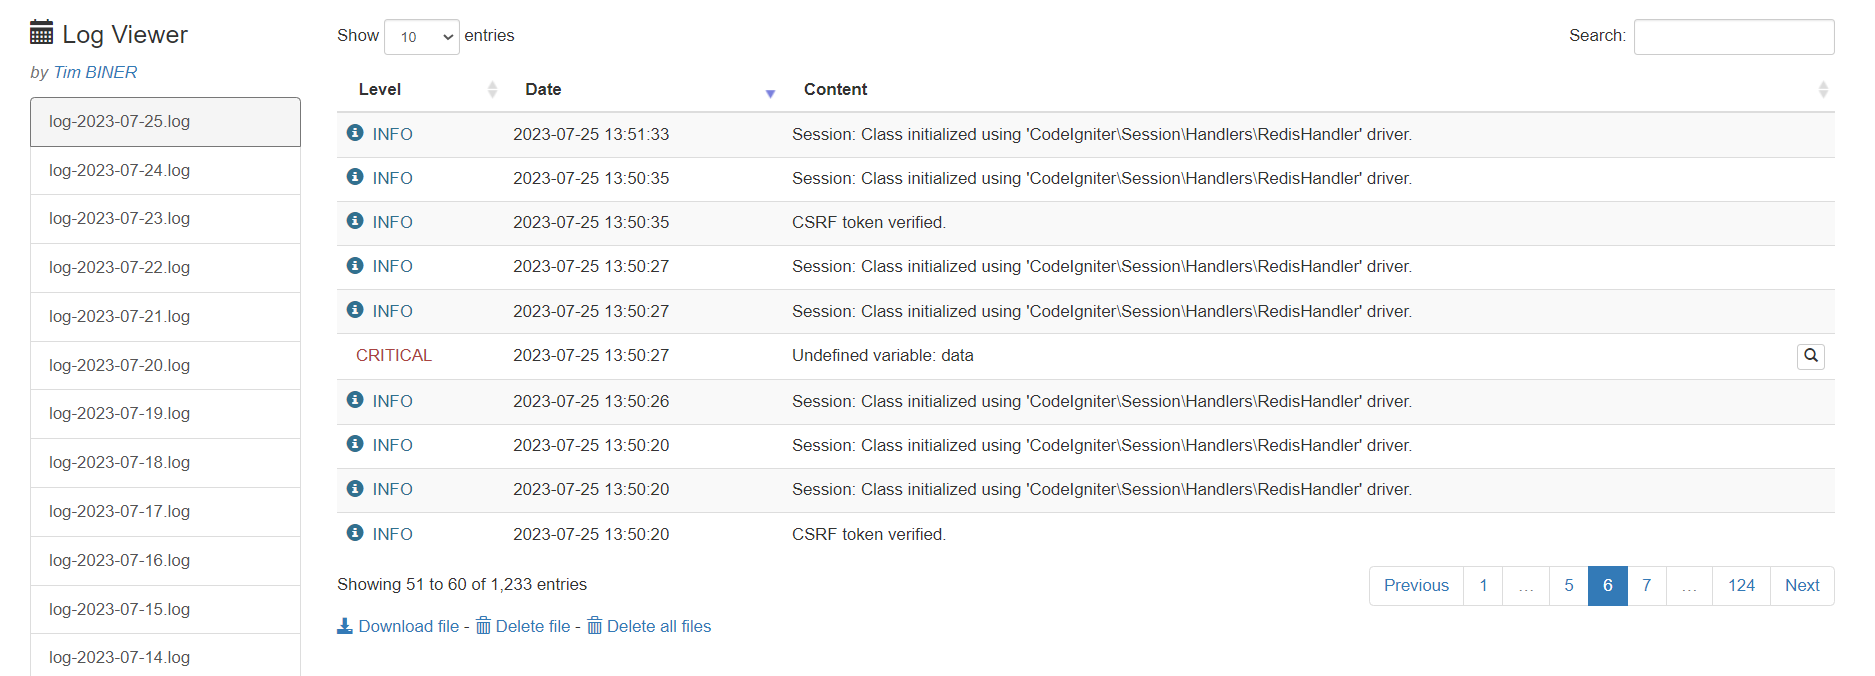 Log Viewer
by Tim BINER
log-2023-07-25.log
log-2023-07-24.log
log-2023-07-23.log
log-2023-07-22.log
log-2023-07-21.log
log-2023-07-20.log
log-2023-07-19.log
log-2023-07-18.log
log-2023-07-17.log
log-2023-07-16.log
log-2023-07-15.log
log-2023-07-14.log
Show 10 entries
Search:
Level Date Content
INFO 2023-07-25 13:51:33 Session: Class initialized using 'CodeIgniter\Session\Handlers\RedisHandler' driver.
INFO 2023-07-25 13:50:35 Session: Class initialized using 'CodeIgniter\Session\Handlers\RedisHandler' driver.
INFO 2023-07-25 13:50:35 CSRF token verified.
INFO 2023-07-25 13:50:27 Session: Class initialized using 'CodeIgniter\Session\Handlers\RedisHandler' driver.
INFO 2023-07-25 13:50:27 Session: Class initialized using 'CodeIgniter\Session\Handlers\RedisHandler' driver.
CRITICAL 2023-07-25 13:50:27 Undefined variable: data
INFO 2023-07-25 13:50:26 Session: Class initialized using 'CodeIgniter\Session\Handlers\RedisHandler' driver.
INFO 2023-07-25 13:50:20 Session: Class initialized using 'CodeIgniter\Session\Handlers\RedisHandler' driver.
INFO 2023-07-25 13:50:20 Session: Class initialized using 'CodeIgniter\Session\Handlers\RedisHandler' driver.
INFO 2023-07-25 13:50:20 CSRF token verified.
Showing 51 to 60 of 1,233 entries
Previous 1 … 5 6 7 … 124 Next
Download file - Delete file - Delete all files